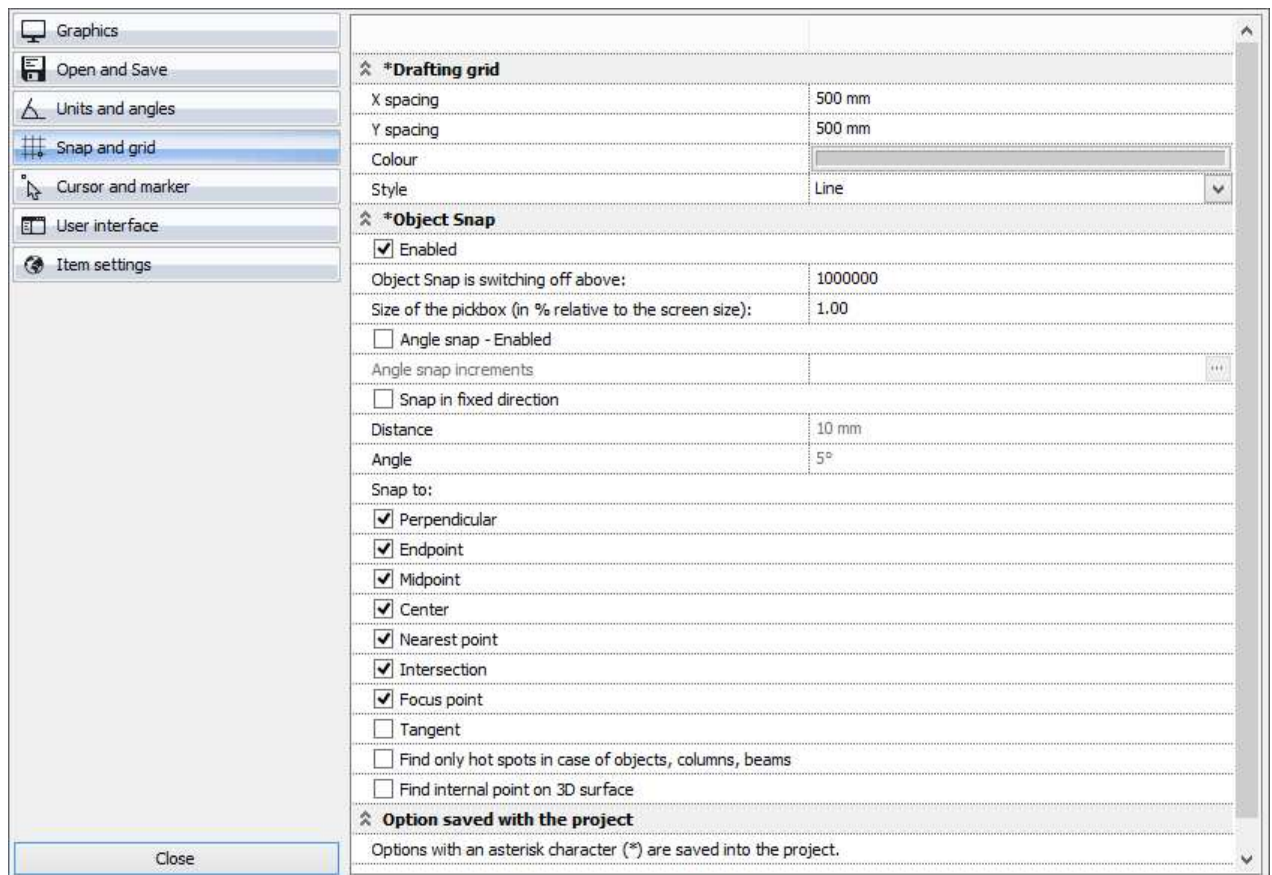 Graphics
Open and Save
Units and angles
Snap and grid
Cursor and marker
User interface
Item settings
Close
*Drafting grid
X spacing 500 mm
Y spacing 500 mm
Colour
Style Line
*Object Snap
Enabled
Object Snap is switching off above: 1000000
Size of the pickbox (in % relative to the screen size): 1.00
Angle snap - Enabled
Angle snap increments ...
Snap in fixed direction
Distance 10 mm
Angle 5°
Snap to:
Perpendicular
Endpoint
Midpoint
Center
Nearest point
Intersection
Focus point
Tangent
Find only hot spots in case of objects, columns, beams
Find internal point on 3D surface
Option saved with the project
Options with an asterisk character (*) are saved into the project.